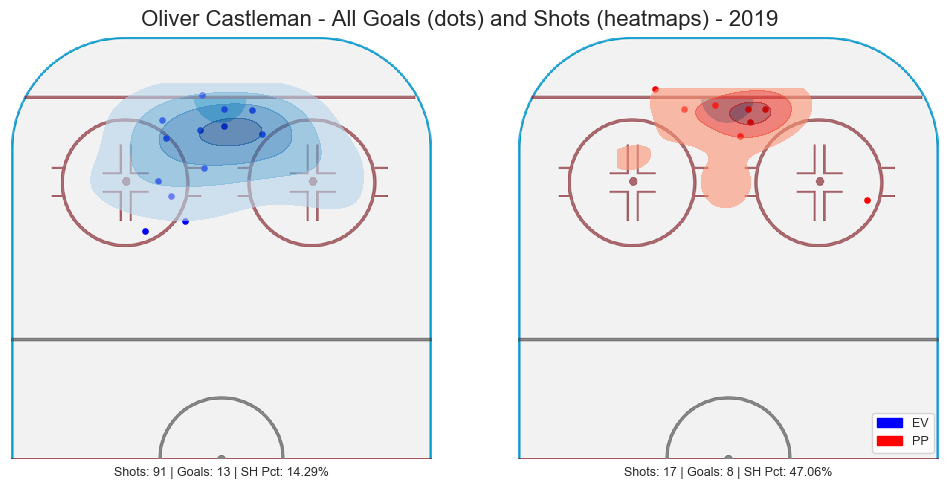 Oliver Castleman - All Goals (dots) and Shots (heatmaps) - 2019
EV
PP
Shots: 91 | Goals: 13 | SH Pct: 14.29%
Shots: 17 | Goals: 8 | SH Pct: 47.06%